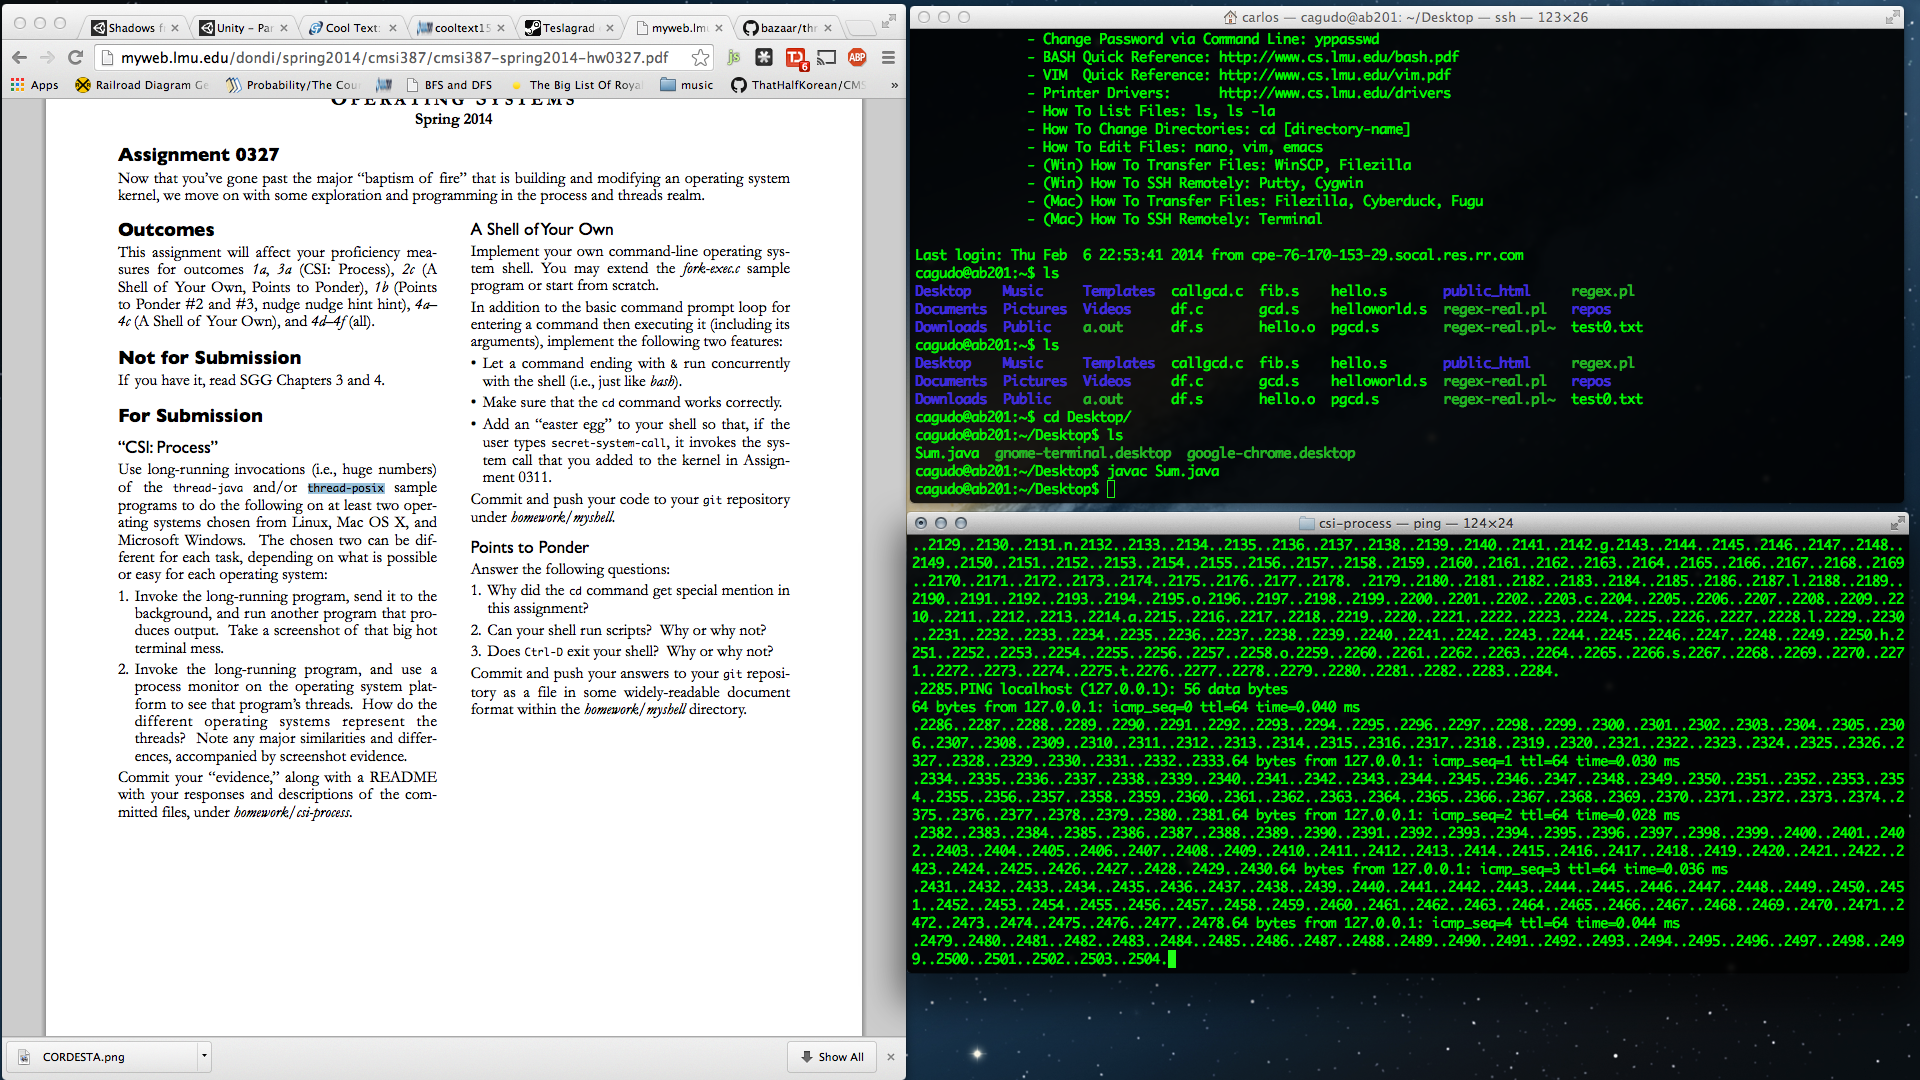 Shadows f
Unity – Par
Cool Text:
cooltext15
Teslagrad
myweb.lmu
bazaar/thr
myweb.lmu.edu/dondi/spring2014/cmsi387/cmsi387-spring2014-hw0327.pdf
Apps
Railroad Diagram Ge
Probability/The Cour
BFS and DFS
The Big List Of Royal
music
ThatHalfKorean/CMS
»
OPERATING SYSTEMS
Spring 2014
Assignment 0327
Now that you've gone past the major “baptism of fire” that is building and modifying an operating system
kernel, we move on with some exploration and programming in the process and threads realm.
Outcomes
This assignment will affect your proficiency mea-
sures for outcomes 1a, 3a (CSI: Process), 2c (A
Shell of Your Own, Points to Ponder), 1b (Points
to Ponder #2 and #3, nudge nudge hint hint), 4a–
4c (A Shell of Your Own), and 4d–4f (all).
Not for Submission
If you have it, read SGG Chapters 3 and 4.
For Submission
“CSI: Process”
Use long-running invocations (i.e., huge numbers)
of the thread-java and/or thread-posix sample
programs to do the following on at least two oper-
ating systems chosen from Linux, Mac OS X, and
Microsoft Windows. The chosen two can be dif-
ferent for each task, depending on what is possible
or easy for each operating system:
1. Invoke the long-running program, send it to the
background, and run another program that pro-
duces output. Take a screenshot of that big hot
terminal mess.
2. Invoke the long-running program, and use a
process monitor on the operating system plat-
form to see that program's threads. How do the
different operating systems represent the
threads? Note any major similarities and differ-
ences, accompanied by screenshot evidence.
Commit your “evidence,” along with a README
with your responses and descriptions of the com-
mitted files, under homework/csi-process.
A Shell of Your Own
Implement your own command-line operating sys-
tem shell. You may extend the fork-exec.c sample
program or start from scratch.
In addition to the basic command prompt loop for
entering a command then executing it (including its
arguments), implement the following two features:
• Let a command ending with & run concurrently
with the shell (i.e., just like bash).
• Make sure that the cd command works correctly.
• Add an “easter egg” to your shell so that, if the
user types secret-system-call, it invokes the sys-
tem call that you added to the kernel in Assign-
ment 0311.
Commit and push your code to your git repository
under homework/myshell.
Points to Ponder
Answer the following questions:
1. Why did the cd command get special mention in
this assignment?
2. Can your shell run scripts? Why or why not?
3. Does Ctrl-D exit your shell? Why or why not?
Commit and push your answers to your git reposi-
tory as a file in some widely-readable document
format within the homework/myshell directory.
CORDESTA.png
Show All
carlos — cagudo@ab201: ~/Desktop — ssh — 123×26
- Change Password via Command Line: yppasswd
- BASH Quick Reference: http://www.cs.lmu.edu/bash.pdf
- VIM  Quick Reference: http://www.cs.lmu.edu/vim.pdf
- Printer Drivers:      http://www.cs.lmu.edu/drivers
- How To List Files: ls, ls -la
- How To Change Directories: cd [directory-name]
- How To Edit Files: nano, vim, emacs
- (Win) How To Transfer Files: WinSCP, Filezilla
- (Win) How To SSH Remotely: Putty, Cygwin
- (Mac) How To Transfer Files: Filezilla, Cyberduck, Fugu
- (Mac) How To SSH Remotely: Terminal
Last login: Thu Feb  6 22:53:41 2014 from cpe-76-170-153-29.socal.res.rr.com
cagudo@ab201:~$ ls
Desktop    Music     Templates  callgcd.c  fib.s    hello.s       public_html    regex.pl
Documents  Pictures  Videos     df.c       gcd.s    helloworld.s  regex-real.pl  repos
Downloads  Public    a.out      df.s       hello.o  pgcd.s        regex-real.pl~  test0.txt
cagudo@ab201:~$ ls
Desktop    Music     Templates  callgcd.c  fib.s    hello.s       public_html    regex.pl
Documents  Pictures  Videos     df.c       gcd.s    helloworld.s  regex-real.pl  repos
Downloads  Public    a.out      df.s       hello.o  pgcd.s        regex-real.pl~  test0.txt
cagudo@ab201:~$ cd Desktop/
cagudo@ab201:~/Desktop$ ls
Sum.java  gnome-terminal.desktop  google-chrome.desktop
cagudo@ab201:~/Desktop$ javac Sum.java
cagudo@ab201:~/Desktop$
csi-process — ping — 124×24
..2129..2130..2131.n.2132..2133..2134..2135..2136..2137..2138..2139..2140..2141..2142.g.2143..2144..2145..2146..2147..2148..
2149..2150..2151..2152..2153..2154..2155..2156..2157..2158..2159..2160..2161..2162..2163..2164..2165..2166..2167..2168..2169
..2170..2171..2172..2173..2174..2175..2176..2177..2178. .2179..2180..2181..2182..2183..2184..2185..2186..2187.l.2188..2189..
2190..2191..2192..2193..2194..2195.o.2196..2197..2198..2199..2200..2201..2202..2203.c.2204..2205..2206..2207..2208..2209..22
10..2211..2212..2213..2214.a.2215..2216..2217..2218..2219..2220..2221..2222..2223..2224..2225..2226..2227..2228.l.2229..2230
..2231..2232..2233..2234..2235..2236..2237..2238..2239..2240..2241..2242..2243..2244..2245..2246..2247..2248..2249..2250.h.2
251..2252..2253..2254..2255..2256..2257..2258.o.2259..2260..2261..2262..2263..2264..2265..2266.s.2267..2268..2269..2270..227
1..2272..2273..2274..2275.t.2276..2277..2278..2279..2280..2281..2282..2283..2284.
.2285.PING localhost (127.0.0.1): 56 data bytes
64 bytes from 127.0.0.1: icmp_seq=0 ttl=64 time=0.040 ms
.2286..2287..2288..2289..2290..2291..2292..2293..2294..2295..2296..2297..2298..2299..2300..2301..2302..2303..2304..2305..230
6..2307..2308..2309..2310..2311..2312..2313..2314..2315..2316..2317..2318..2319..2320..2321..2322..2323..2324..2325..2326..2
327..2328..2329..2330..2331..2332..2333.64 bytes from 127.0.0.1: icmp_seq=1 ttl=64 time=0.030 ms
.2334..2335..2336..2337..2338..2339..2340..2341..2342..2343..2344..2345..2346..2347..2348..2349..2350..2351..2352..2353..235
4..2355..2356..2357..2358..2359..2360..2361..2362..2363..2364..2365..2366..2367..2368..2369..2370..2371..2372..2373..2374..2
375..2376..2377..2378..2379..2380..2381.64 bytes from 127.0.0.1: icmp_seq=2 ttl=64 time=0.028 ms
.2382..2383..2384..2385..2386..2387..2388..2389..2390..2391..2392..2393..2394..2395..2396..2397..2398..2399..2400..2401..240
2..2403..2404..2405..2406..2407..2408..2409..2410..2411..2412..2413..2414..2415..2416..2417..2418..2419..2420..2421..2422..2
423..2424..2425..2426..2427..2428..2429..2430.64 bytes from 127.0.0.1: icmp_seq=3 ttl=64 time=0.036 ms
.2431..2432..2433..2434..2435..2436..2437..2438..2439..2440..2441..2442..2443..2444..2445..2446..2447..2448..2449..2450..245
1..2452..2453..2454..2455..2456..2457..2458..2459..2460..2461..2462..2463..2464..2465..2466..2467..2468..2469..2470..2471..2
472..2473..2474..2475..2476..2477..2478.64 bytes from 127.0.0.1: icmp_seq=4 ttl=64 time=0.044 ms
.2479..2480..2481..2482..2483..2484..2485..2486..2487..2488..2489..2490..2491..2492..2493..2494..2495..2496..2497..2498..249
9..2500..2501..2502..2503..2504.